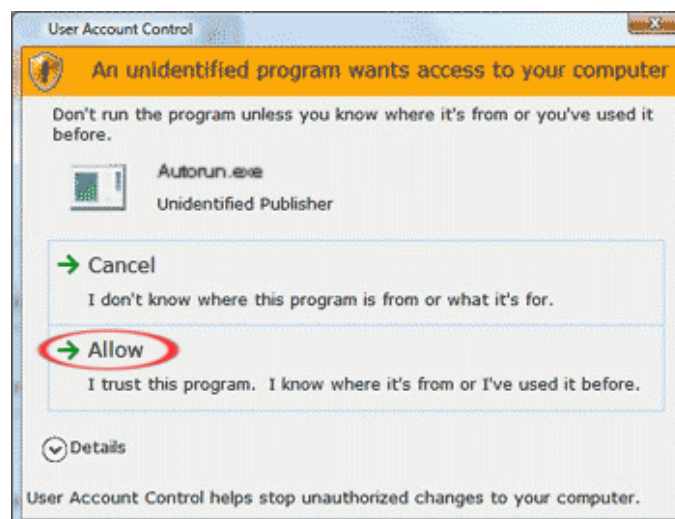 User Account Control
An unidentified program wants access to your computer
Don't run the program unless you know where it's from or you've used it
before.
Autorun.exe
Unidentified Publisher
Cancel
I don't know where this program is from or what it's for.
Allow
I trust this program. I know where it's from or I've used it before.
Details
User Account Control helps stop unauthorized changes to your computer.